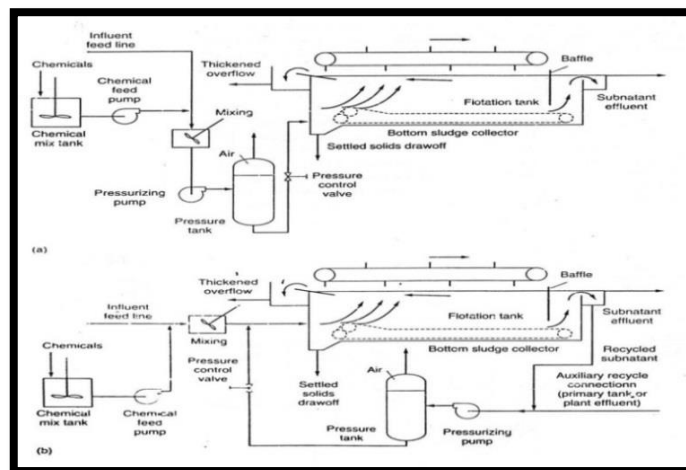 Influent
feed line
Chemicals
Chemical
feed
pump
Chemical
mix tank
Mixing
Pressurizing
pump
Air
Pressure
tank
Thickened
overflow
Baffle
Flotation tank
Subnatant
effluent
Bottom sludge collector
Settled solids drawoff
Pressure
control
valve
(a)
Thickened
overflow
Influent
feed line
Mixing
Chemicals
Chemical
mix tank
Chemical
feed
pump
Pressure
control
valve
Settled
solids
drawoff
Air
Pressure
tank
Pressurizing
pump
Baffle
Flotation tank
Subnatant
effluent
Bottom sludge collector
Recycled
subnatant
Auxiliary recycle
connectionn
(primary tank or
plant effluent)
(b)